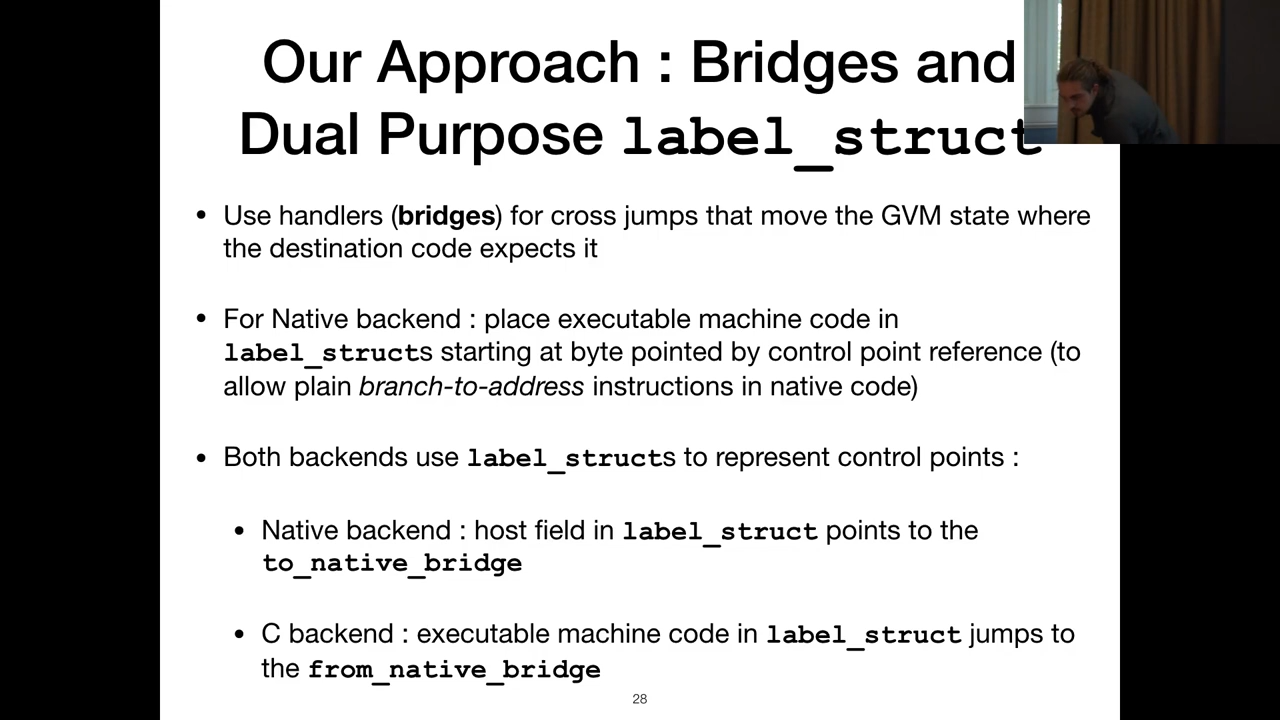 Our Approach : Bridges and
Dual Purpose label_struct
• Use handlers (bridges) for cross jumps that move the GVM state where
the destination code expects it
• For Native backend : place executable machine code in
label_structs starting at byte pointed by control point reference (to
allow plain branch-to-address instructions in native code)
• Both backends use label_structs to represent control points :
• Native backend : host field in label_struct points to the
to_native_bridge
• C backend : executable machine code in label_struct jumps to
the from_native_bridge
28